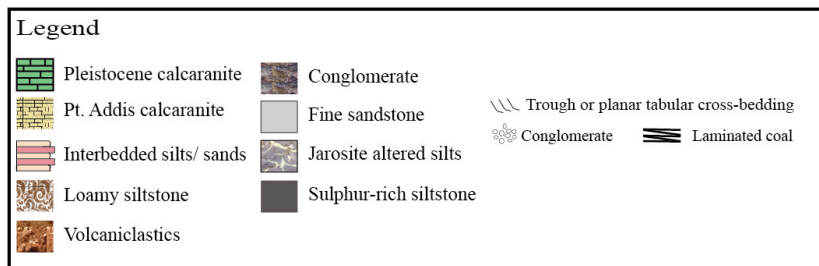 Legend
Pleistocene calcaranite
Pt. Addis calcaranite
Interbedded silts/ sands
Loamy siltstone
Volcaniclastics
Conglomerate
Fine sandstone
Jarosite altered silts
Sulphur-rich siltstone
Trough or planar tabular cross-bedding
Conglomerate
Laminated coal